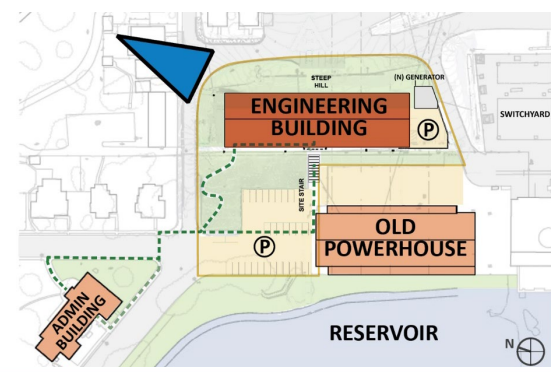 STEEP
HILL
(N) GENERATOR
ENGINEERING
BUILDING
P
SWITCHYARD
SITE STAIR
OLD
POWERHOUSE
P
ADMIN
BUILDING
RESERVOIR
N